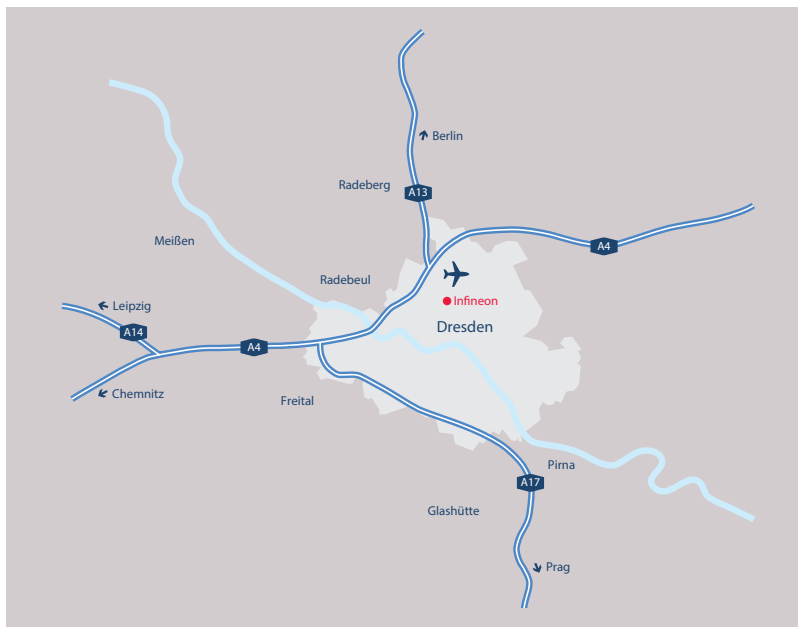 Berlin
Radeberg
A13
Meißen
A4
Radebeul
Infineon
Leipzig
Dresden
A14
A4
Chemnitz
Freital
Pirna
A17
Glashütte
Prag